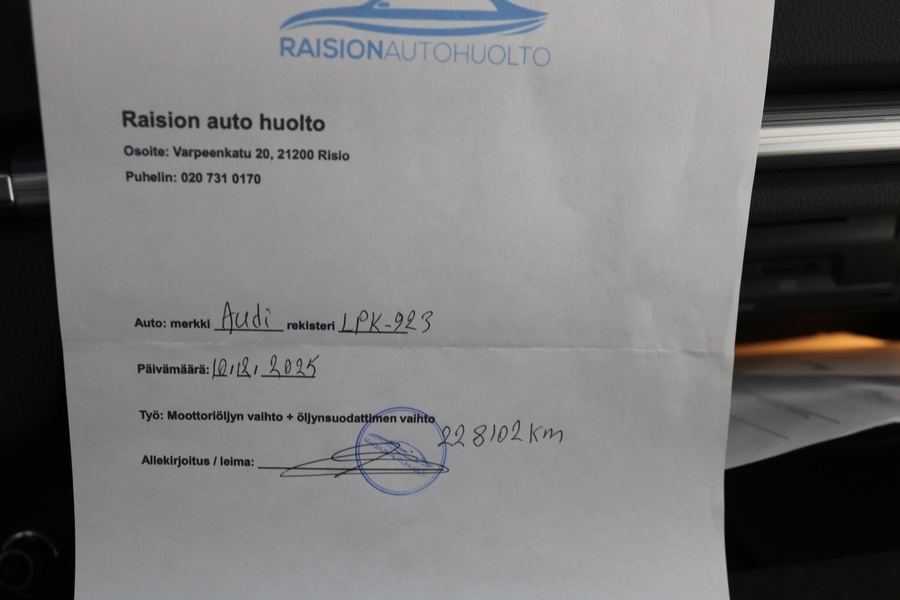 RAISIONAUTOHUOLTO
Raision auto huolto
Osoite: Varpeenkatu 20, 21200 Risio
Puhelin: 020 731 0170
Auto: merkki Audi rekisteri LPK-923
Päivämäärä: 10.12. 2025
Työ: Moottoriöljyn vaihto + öljynsuodattimen vaihto
228102 km
Allekirjoitus / leima: